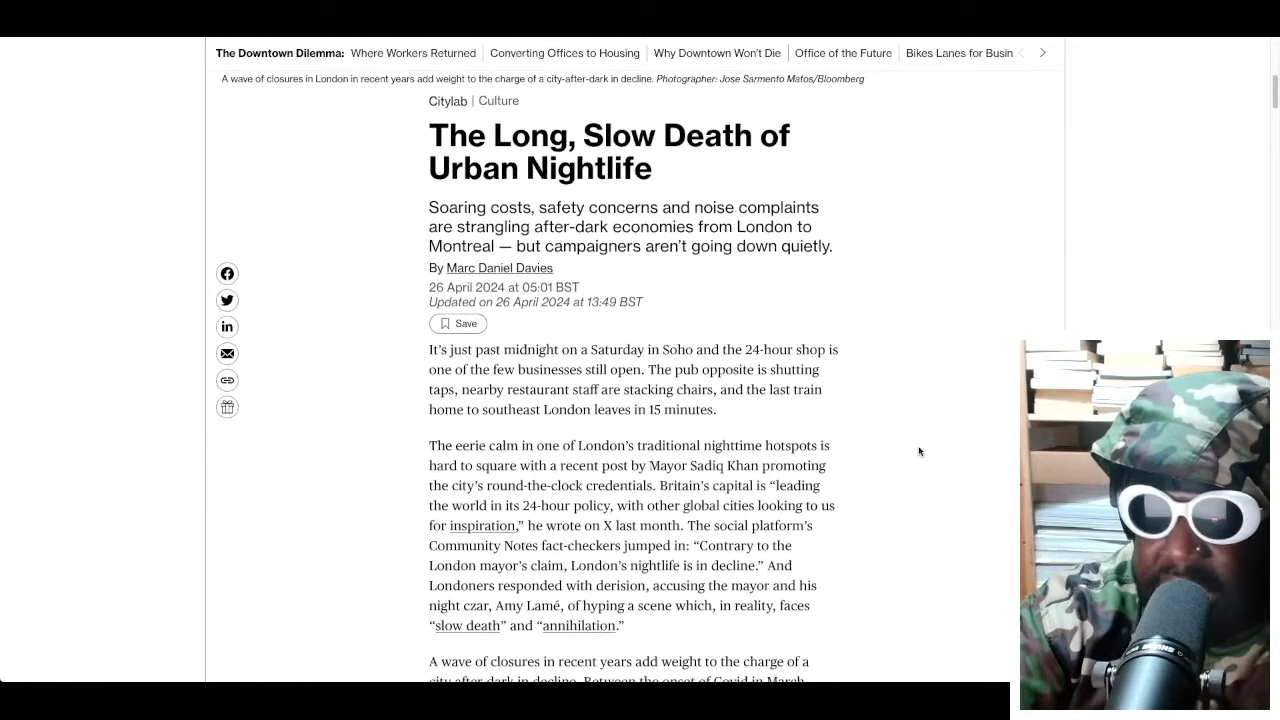 The Downtown Dilemma: Where Workers Returned Converting Offices to Housing Why Downtown Won't Die Office of the Future Bikes Lanes for Busin
A wave of closures in London in recent years add weight to the charge of a city-after-dark in decline. Photographer: Jose Sarmento Matos/Bloomberg
Citylab | Culture
The Long, Slow Death of
Urban Nightlife
Soaring costs, safety concerns and noise complaints
are strangling after-dark economies from London to
Montreal — but campaigners aren't going down quietly.
By Marc Daniel Davies
26 April 2024 at 05:01 BST
Updated on 26 April 2024 at 13:49 BST
Save
It's just past midnight on a Saturday in Soho and the 24-hour shop is
one of the few businesses still open. The pub opposite is shutting
taps, nearby restaurant staff are stacking chairs, and the last train
home to southeast London leaves in 15 minutes.
The eerie calm in one of London's traditional nighttime hotspots is
hard to square with a recent post by Mayor Sadiq Khan promoting
the city's round-the-clock credentials. Britain's capital is “leading
the world in its 24-hour policy, with other global cities looking to us
for inspiration,” he wrote on X last month. The social platform's
Community Notes fact-checkers jumped in: “Contrary to the
London mayor's claim, London's nightlife is in decline.” And
Londoners responded with derision, accusing the mayor and his
night czar, Amy Lamé, of hyping a scene which, in reality, faces
“slow death” and “annihilation.”
A wave of closures in recent years add weight to the charge of a
city-after-dark in decline. Between the onset of Covid in March